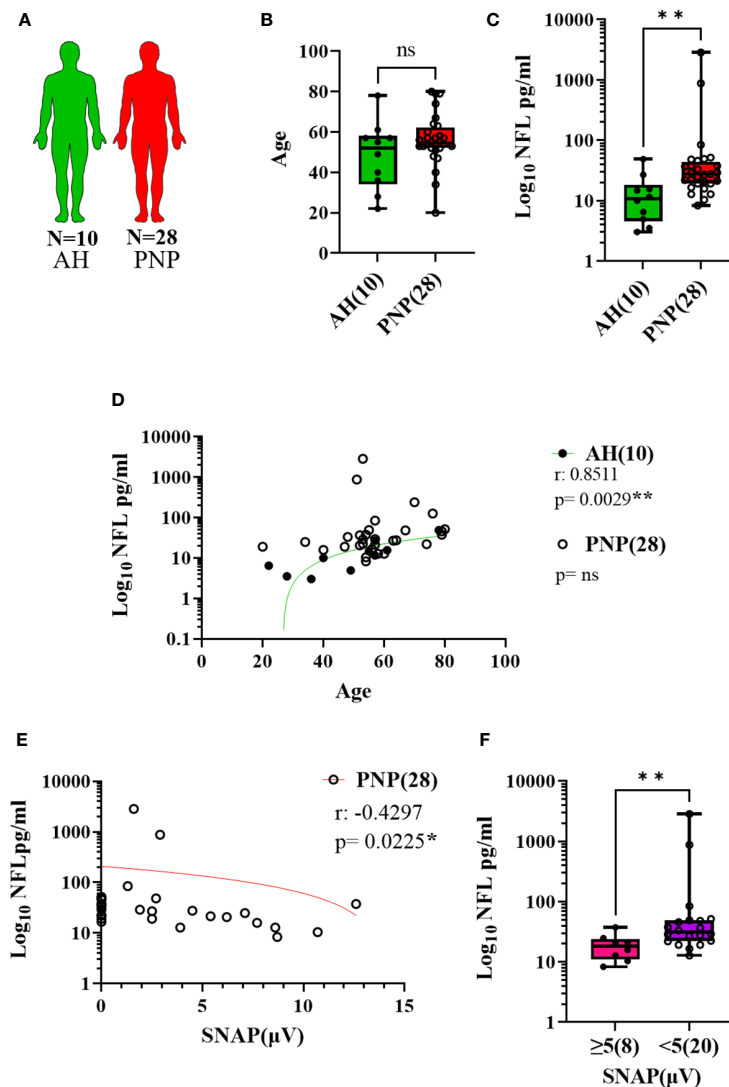 A
N=10 N=28
AH PNP
B
ns
100
80
60
40
20
0
Age
AH(10) PNP(28)
C
**
10000
1000
100
10
1
Log10 NFL pg/ml
AH(10) PNP(28)
D
10000
1000
100
10
1
0.1
Log10 NFL pg/ml
0 20 40 60 80 100
Age
AH(10)
r: 0.8511
p= 0.0029**
PNP(28)
p= ns
E
10000
1000
100
10
1
Log10 NFLpg/ml
0 5 10 15
SNAP(µV)
PNP(28)
r: -0.4297
p= 0.0225*
F
**
10000
1000
100
10
1
Log10 NFL pg/ml
≥5(8) <5(20)
SNAP(µV)